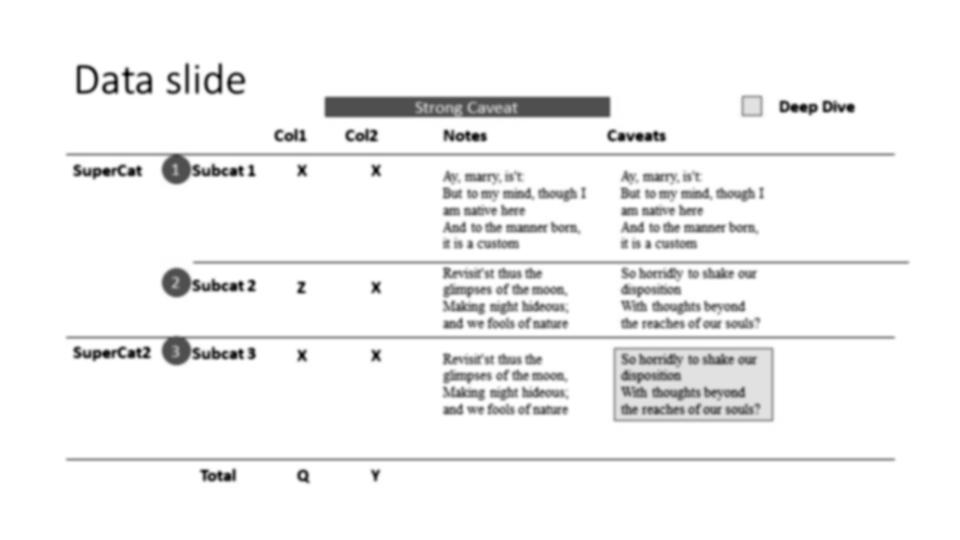 Data slide
Strong Caveat
Deep Dive
Col1 Col2 Notes Caveats
SuperCat 1 Subcat 1 X X
Ay, marry, is't:
But to my mind, though I
am native here
And to the manner born,
it is a custom
Ay, marry, is't:
But to my mind, though I
am native here
And to the manner born,
it is a custom
2 Subcat 2 Z X
Revisit'st thus the
glimpses of the moon,
Making night hideous;
and we fools of nature
So horridly to shake our
disposition
With thoughts beyond
the reaches of our souls?
SuperCat2 3 Subcat 3 X X
Revisit'st thus the
glimpses of the moon,
Making night hideous;
and we fools of nature
So horridly to shake our
disposition
With thoughts beyond
the reaches of our souls?
Total Q Y